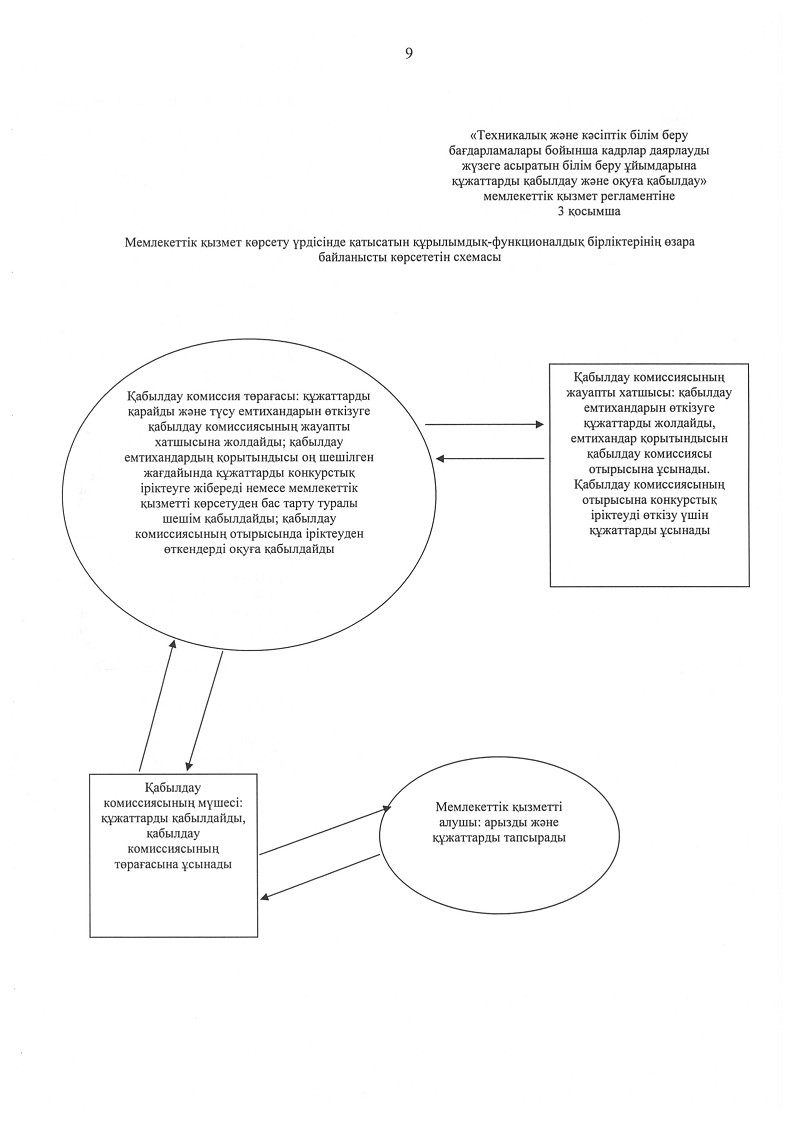 9
«Техникалық және кәсіптік білім беру
бағдарламалары бойынша кадрлар даярлауды
жүзеге асыратын білім беру ұйымдарына
құжаттарды қабылдау және оқуға қабылдау»
мемлекеттік қызмет регламентіне
3 қосымша
Мемлекеттік қызмет көрсету үрдісінде қатысатын құрылымдық-функционалдық бірліктерінің өзара
байланысты көрсететін схемасы
Қабылдау комиссия төрағасы: құжаттарды
қарайды және түсу емтихандарын өткізуге
қабылдау комиссиясының жауапты
хатшысына жолдайды; қабылдау
емтихандардың қорытындысы оң шешілген
жағдайында құжаттарды конкурстық
іріктеуге жібереді немесе мемлекеттік
қызметті көрсетуден бас тарту туралы
шешім қабылдайды; қабылдау
комиссиясының отырысында іріктеуден
өткендерді оқуға қабылдайды
Қабылдау комиссиясының
жауапты хатшысы: қабылдау
емтихандарын өткізуге
құжаттарды жолдайды,
емтихандар қорытындысын
қабылдау комиссиясы
отырысына ұсынады.
Қабылдау комиссиясының
отырысына конкурстық
іріктеуді өткізу үшін
құжаттарды ұсынады
Қабылдау
комиссиясының мүшесі:
құжаттарды қабылдайды,
қабылдау
комиссиясының
төрағасына ұсынады
Мемлекеттік қызметті
алушы: арызды және
құжаттарды тапсырады